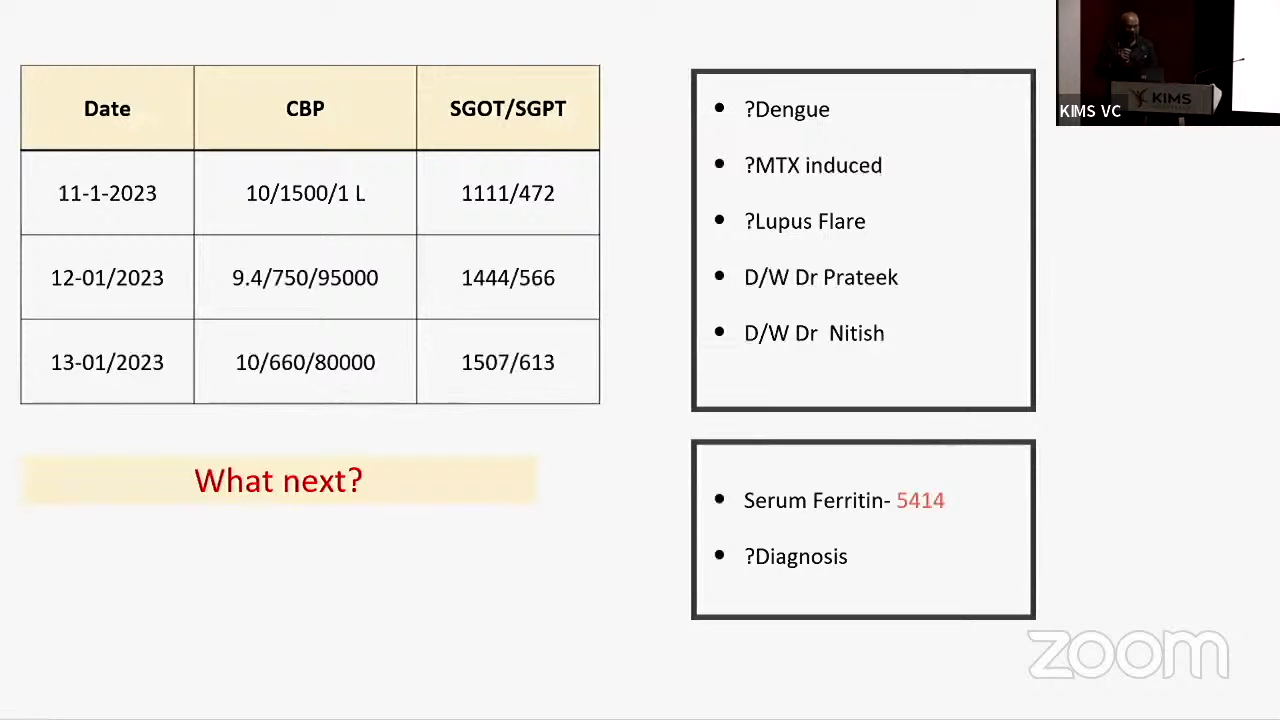 Date CBP SGOT/SGPT
11-1-2023 10/1500/1 L 1111/472
12-01/2023 9.4/750/95000 1444/566
13-01/2023 10/660/80000 1507/613
What next?
• ?Dengue
• ?MTX induced
• ?Lupus Flare
• D/W Dr Prateek
• D/W Dr  Nitish
• Serum Ferritin- 5414
• ?Diagnosis
KIMS
KIMS VC
zoom